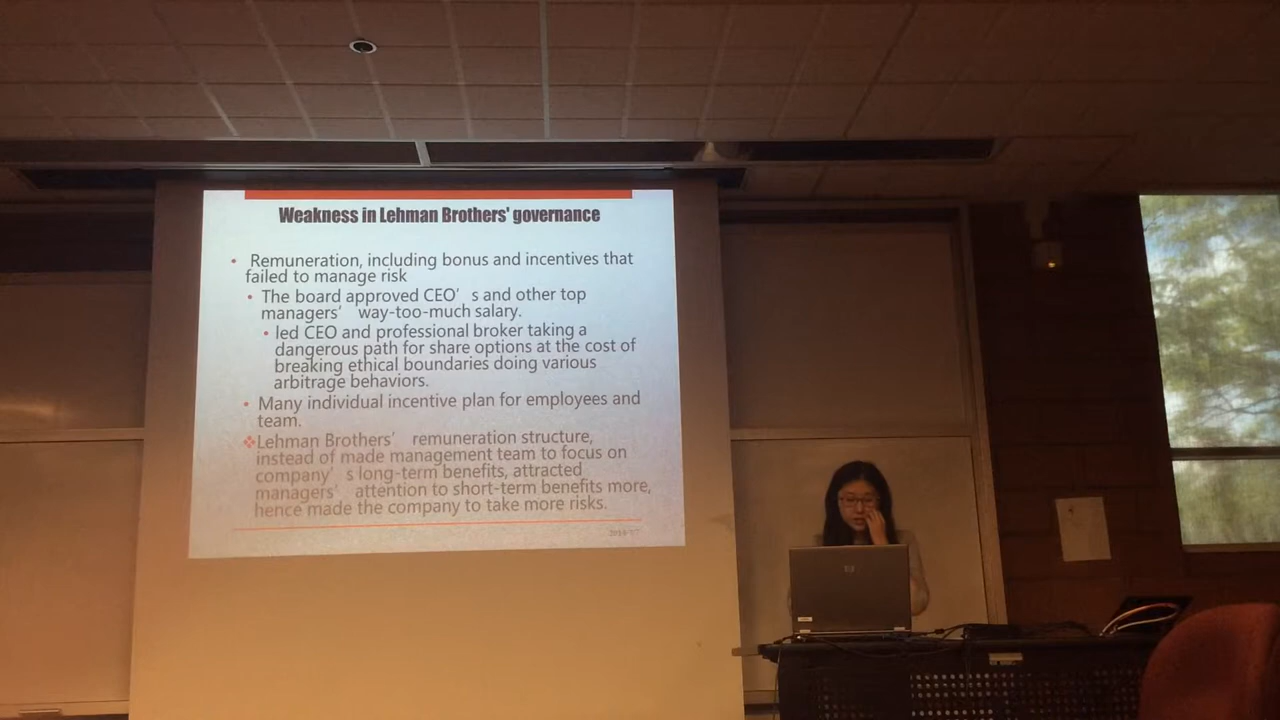 Weakness in Lehman Brothers' governance
• Remuneration, including bonus and incentives that
failed to manage risk
• The board approved CEO' s and other top
managers' way-too-much salary.
• led CEO and professional broker taking a
dangerous path for share options at the cost of
breaking ethical boundaries doing various
arbitrage behaviors.
• Many individual incentive plan for employees and
team.
❖Lehman Brothers' remuneration structure,
instead of made management team to focus on
company' s long-term benefits, attracted
managers' attention to short-term benefits more,
hence made the company to take more risks.
hp